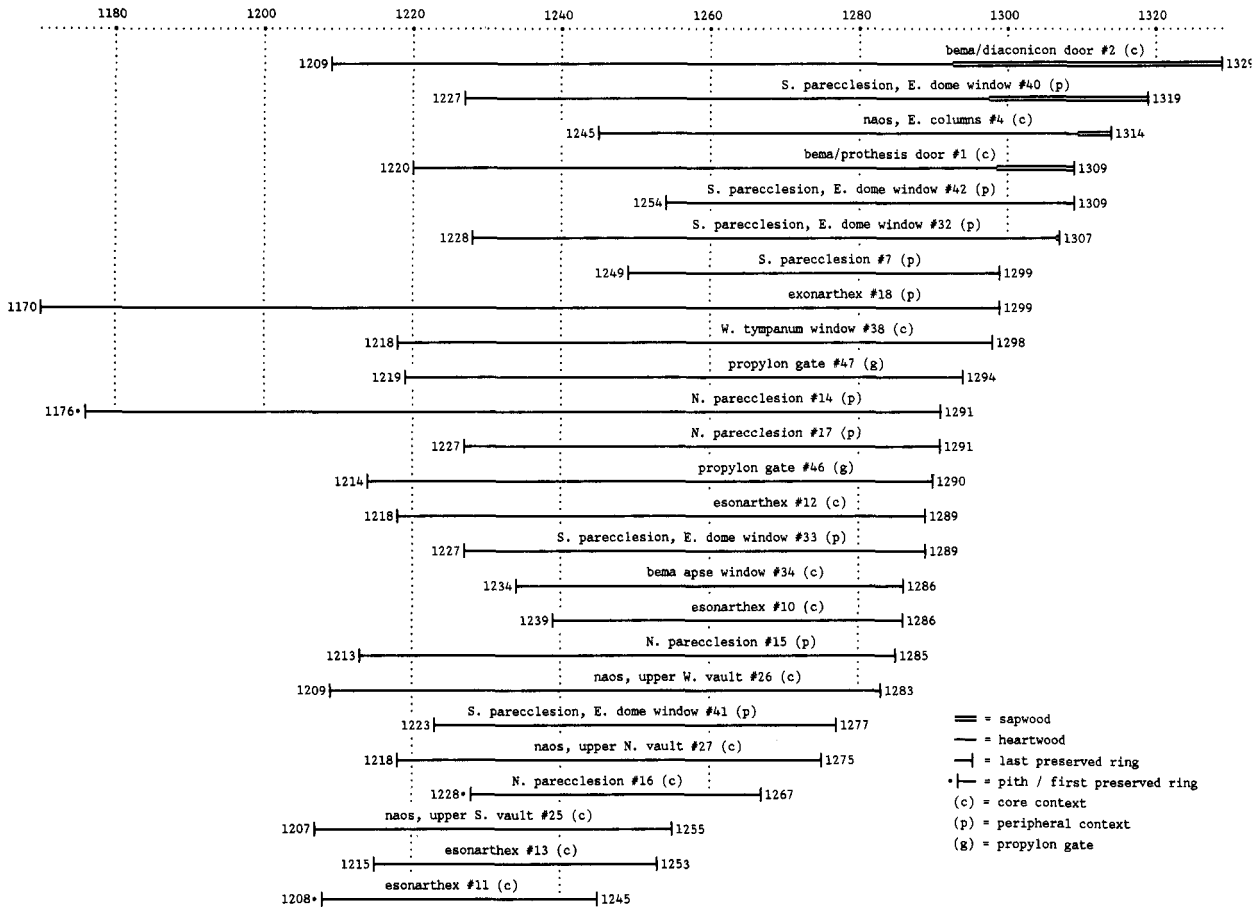 1180 1200 1220 1240 1260 1280 1300 1320
bema/diaconicon door #2 (c)
1209 1329
S. parecclesion, E. dome window #40 (p)
1227 1319
naos, E. columns #4 (c)
1245 1314
bema/prothesis door #1 (c)
1220 1309
S. parecclesion, E. dome window #42 (p)
1254 1309
S. parecclesion, E. dome window #32 (p)
1228 1307
S. parecclesion #7 (p)
1249 1299
exonarthex #18 (p)
1170 1299
W. tympanum window #38 (c)
1218 1298
propylon gate #47 (g)
1219 1294
N. parecclesion #14 (p)
1176 1291
N. parecclesion #17 (p)
1227 1291
propylon gate #46 (g)
1214 1290
esonarthex #12 (c)
1218 1289
S. parecclesion, E. dome window #33 (p)
1227 1289
bema apse window #34 (c)
1234 1286
esonarthex #10 (c)
1239 1286
N. parecclesion #15 (p)
1213 1285
naos, upper W. vault #26 (c)
1209 1283
S. parecclesion, E. dome window #41 (p)
1223 1277
naos, upper N. vault #27 (c)
1218 1275
N. parecclesion #16 (c)
1228 1267
naos, upper S. vault #25 (c)
1207 1255
esonarthex #13 (c)
1215 1253
esonarthex #11 (c)
1208 1245
= sapwood
= heartwood
= last preserved ring
= pith / first preserved ring
(c) = core context
(p) = peripheral context
(g) = propylon gate